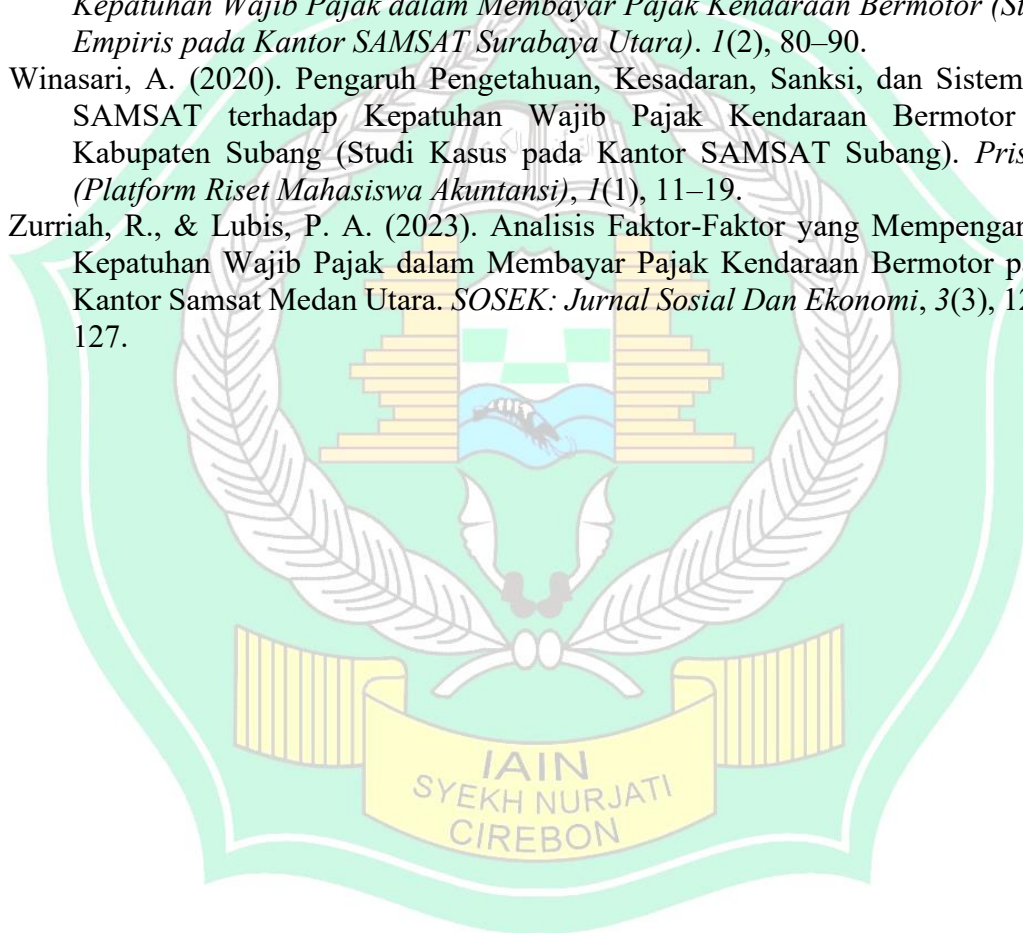 Kepatuhan Wajib Pajak dalam Membayar Pajak Kendaraan Bermotor (St
Empiris pada Kantor SAMSAT Surabaya Utara). 1(2), 80–90.
Winasari, A. (2020). Pengaruh Pengetahuan, Kesadaran, Sanksi, dan Sistem
SAMSAT terhadap Kepatuhan Wajib Pajak Kendaraan Bermotor
Kabupaten Subang (Studi Kasus pada Kantor SAMSAT Subang). Pris
(Platform Riset Mahasiswa Akuntansi), 1(1), 11–19.
Zurriah, R., & Lubis, P. A. (2023). Analisis Faktor-Faktor yang Mempengar
Kepatuhan Wajib Pajak dalam Membayar Pajak Kendaraan Bermotor p
Kantor Samsat Medan Utara. SOSEK: Jurnal Sosial Dan Ekonomi, 3(3), 12
127.
IAIN
SYEKH NURJATI
CIREBON